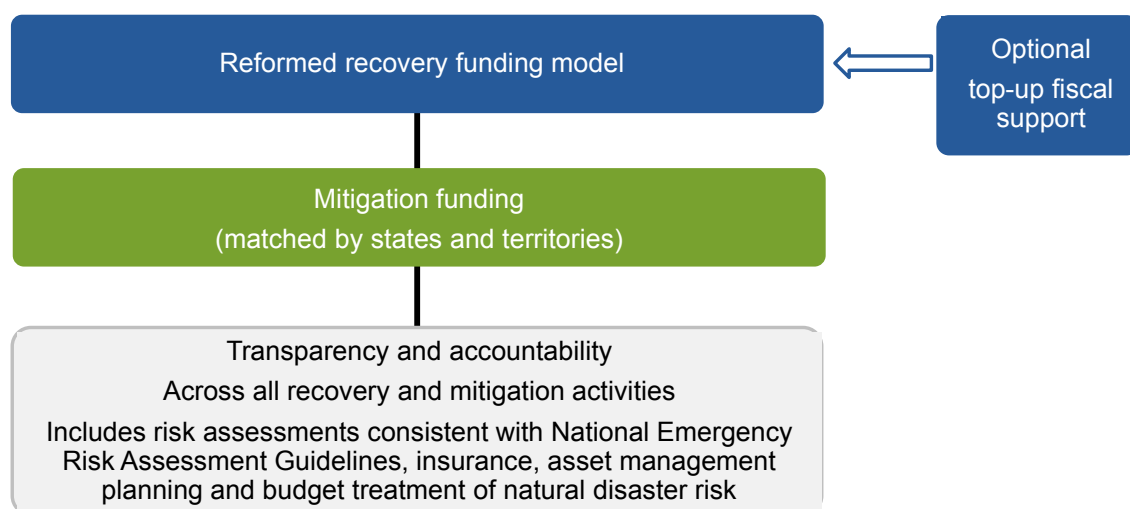 Reformed recovery funding model
Optional
top-up fiscal
support
Mitigation funding
(matched by states and territories)
Transparency and accountability
Across all recovery and mitigation activities
Includes risk assessments consistent with National Emergency
Risk Assessment Guidelines, insurance, asset management
planning and budget treatment of natural disaster risk